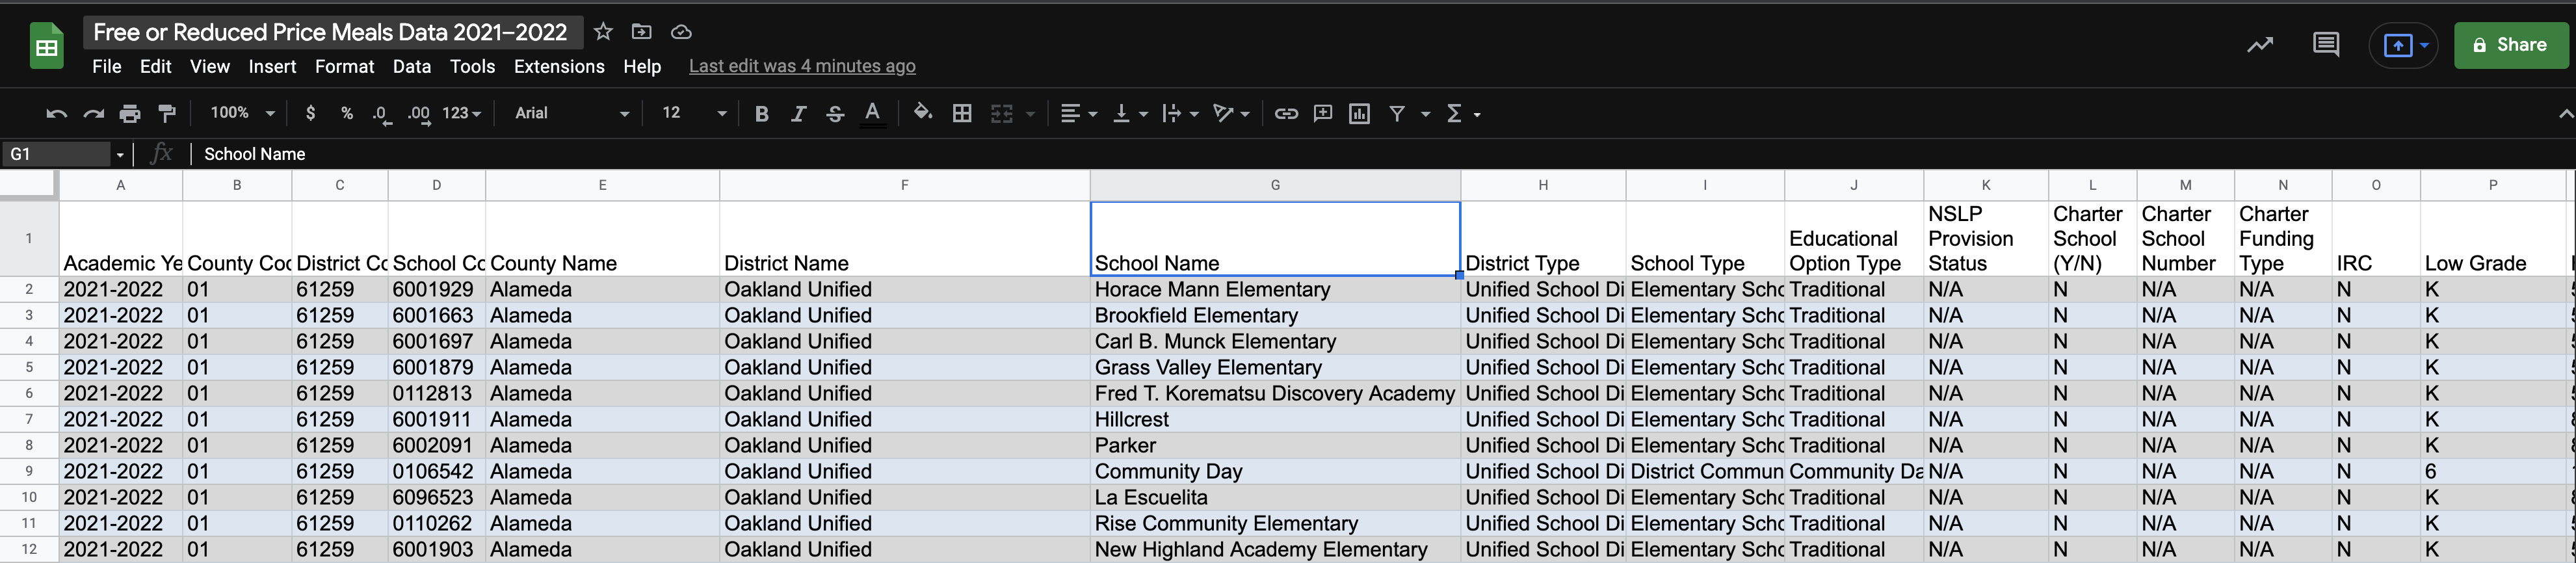 Free or Reduced Price Meals Data 2021–2022
File Edit View Insert Format Data Tools Extensions Help Last edit was 4 minutes ago
Share
100% $ % .0 .00 123 Arial 12 B I S A Σ
G1 fx School Name
A B C D E F G H I J K L M N O P
1 Academic Ye County Coc District Cc School Cc County Name District Name School Name District Type School Type Educational Option Type NSLP Provision Status Charter School (Y/N) Charter School Number Charter Funding Type IRC Low Grade
2 2021-2022 01 61259 6001929 Alameda Oakland Unified Horace Mann Elementary Unified School Di Elementary Scho Traditional N/A N N/A N/A N K
3 2021-2022 01 61259 6001663 Alameda Oakland Unified Brookfield Elementary Unified School Di Elementary Scho Traditional N/A N N/A N/A N K
4 2021-2022 01 61259 6001697 Alameda Oakland Unified Carl B. Munck Elementary Unified School Di Elementary Scho Traditional N/A N N/A N/A N K
5 2021-2022 01 61259 6001879 Alameda Oakland Unified Grass Valley Elementary Unified School Di Elementary Scho Traditional N/A N N/A N/A N K
6 2021-2022 01 61259 0112813 Alameda Oakland Unified Fred T. Korematsu Discovery Academy Unified School Di Elementary Scho Traditional N/A N N/A N/A N K
7 2021-2022 01 61259 6001911 Alameda Oakland Unified Hillcrest Unified School Di Elementary Scho Traditional N/A N N/A N/A N K
8 2021-2022 01 61259 6002091 Alameda Oakland Unified Parker Unified School Di Elementary Scho Traditional N/A N N/A N/A N K
9 2021-2022 01 61259 0106542 Alameda Oakland Unified Community Day Unified School Di District Commun Community Da N/A N N/A N/A N 6
10 2021-2022 01 61259 6096523 Alameda Oakland Unified La Escuelita Unified School Di Elementary Scho Traditional N/A N N/A N/A N K
11 2021-2022 01 61259 0110262 Alameda Oakland Unified Rise Community Elementary Unified School Di Elementary Scho Traditional N/A N N/A N/A N K
12 2021-2022 01 61259 6001903 Alameda Oakland Unified New Highland Academy Elementary Unified School Di Elementary Scho Traditional N/A N N/A N/A N K